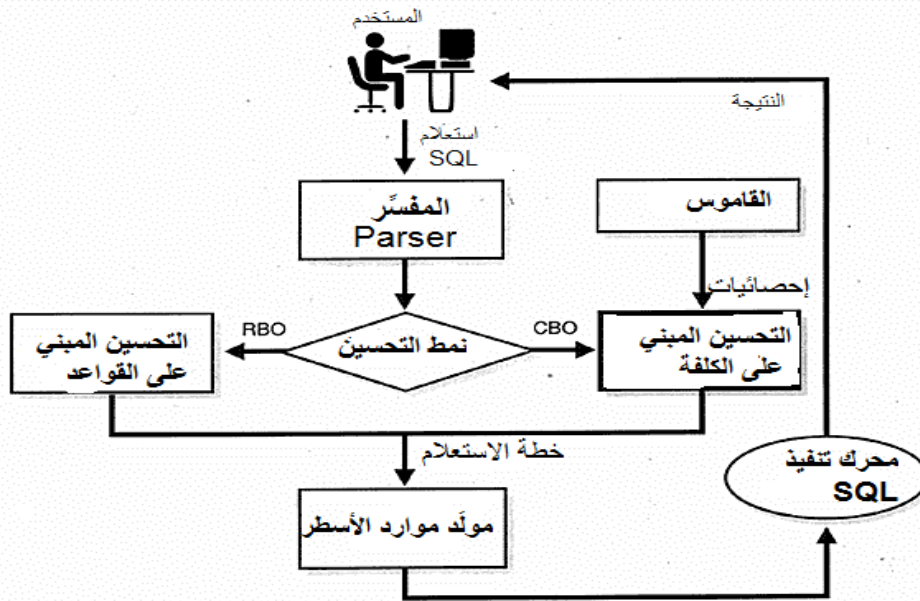 المستخدم
النتيجة
استعلام
SQL
المفسِّر
Parser
القاموس
إحصائيات
RBO
نمط التحسين
CBO
التحسين المبني
على القواعد
التحسين المبني
على الكلفة
خطة الاستعلام
محرك تنفيذ
SQL
مولّد موارد الأسطر